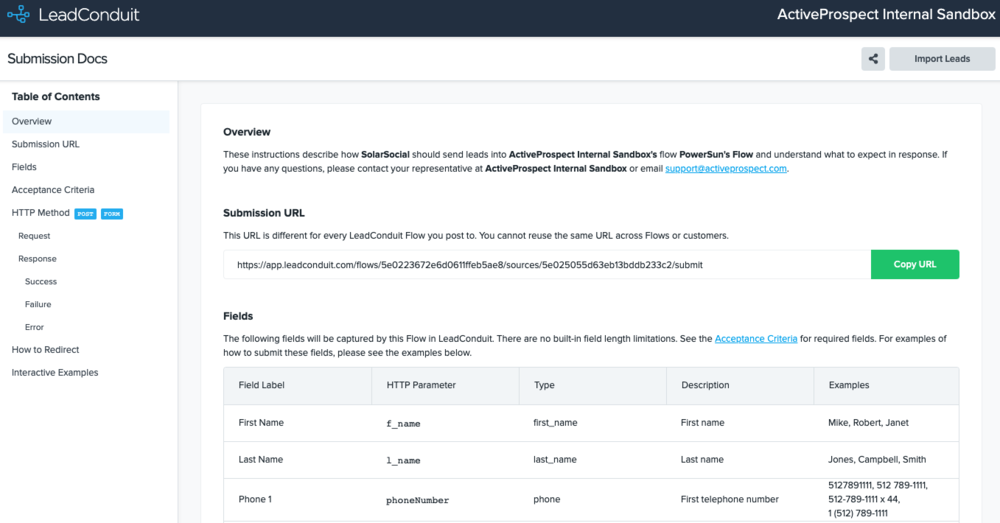 LeadConduit
ActiveProspect Internal Sandbox
Submission Docs
Import Leads
Table of Contents
Overview
Submission URL
Fields
Acceptance Criteria
HTTP Method POST FORM
Request
Response
Success
Failure
Error
How to Redirect
Interactive Examples
Overview
These instructions describe how SolarSocial should send leads into ActiveProspect Internal Sandbox's flow PowerSun's Flow and understand what to expect in response. If
you have any questions, please contact your representative at ActiveProspect Internal Sandbox or email support@activeprospect.com.
Submission URL
This URL is different for every LeadConduit Flow you post to. You cannot reuse the same URL across Flows or customers.
https://app.leadconduit.com/flows/5e0223672e6d0611ffeb5ae8/sources/5e025055d63eb13bddb233c2/submit
Copy URL
Fields
The following fields will be captured by this Flow in LeadConduit. There are no built-in field length limitations. See the Acceptance Criteria for required fields. For examples
of how to submit these fields, please see the examples below.
Field Label HTTP Parameter Type Description Examples
First Name f_name first_name First name Mike, Robert, Janet
Last Name l_name last_name Last name Jones, Campbell, Smith
Phone 1 phoneNumber phone First telephone number 5127891111, 512 789-1111,
512-789-1111 x 44,
1 (512) 789-1111